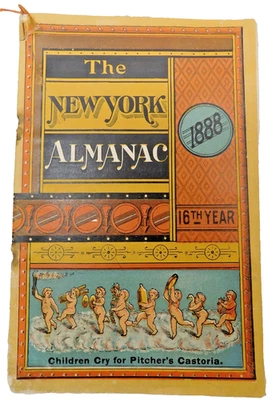 The
NEW YORK
ALMANAC
1888
16TH YEAR
Children Cry for Pitcher's Castoria.